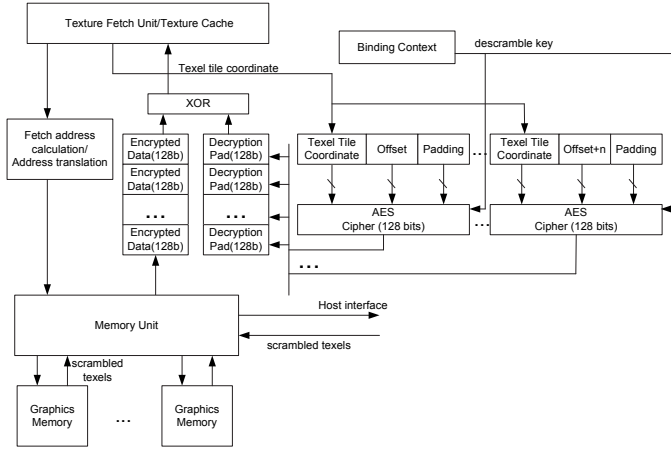 Texture Fetch Unit/Texture Cache
Binding Context
descramble key
Texel tile coordinate
XOR
Fetch address
calculation/
Address translation
Encrypted
Data(128b)
Encrypted
Data(128b)
...
Encrypted
Data(128b)
Decryption
Pad(128b)
Decryption
Pad(128b)
...
Decryption
Pad(128b)
Texel Tile
Coordinate
Offset
Padding
...
Texel Tile
Coordinate
Offset+n
Padding
AES
Cipher (128 bits)
...
AES
Cipher (128 bits)
...
Memory Unit
Host interface
scrambled texels
scrambled
texels
Graphics
Memory
...
Graphics
Memory